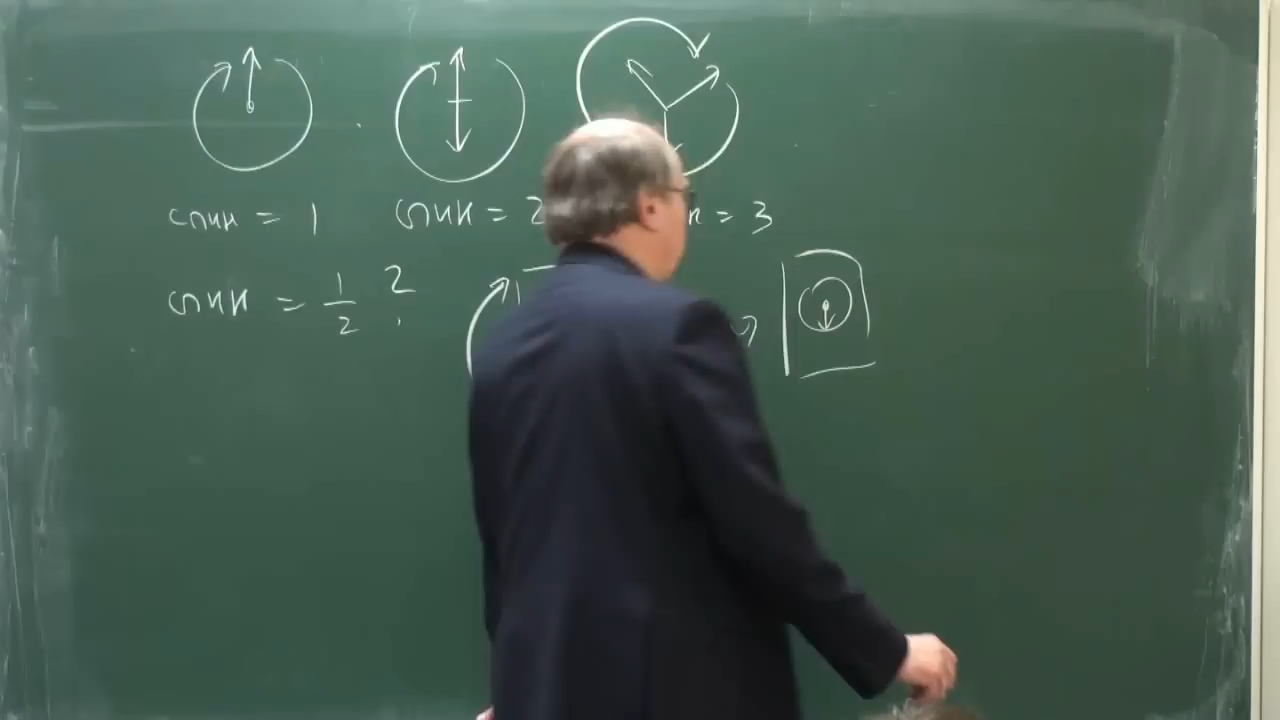 спин = 1 спин = 2 н = 3
спин = 1/2 ?